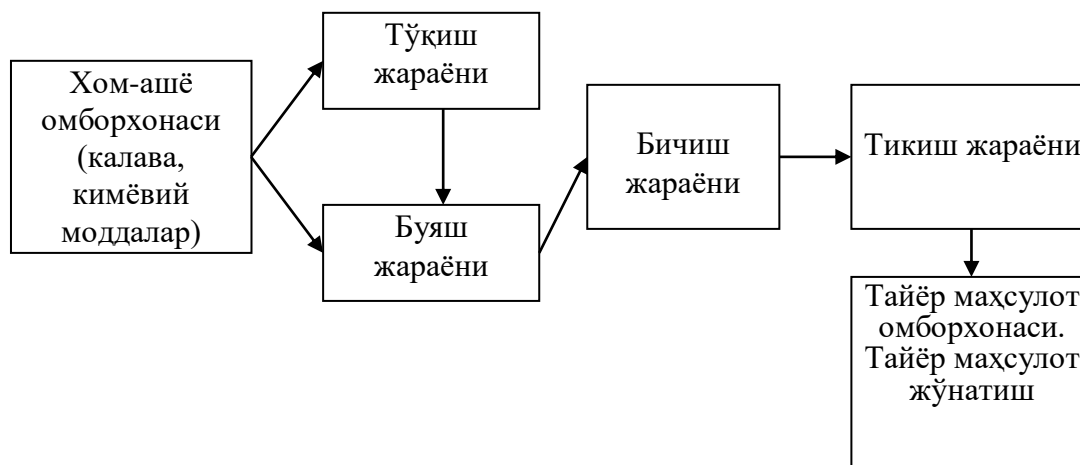 Хом-ашё
омборхонаси
(калава,
кимёвий
моддалар)
Тўқиш
жараёни
Буяш
жараёни
Бичиш
жараёни
Тикиш жараёни
Тайёр маҳсулот
омборхонаси.
Тайёр маҳсулот
жўнатиш